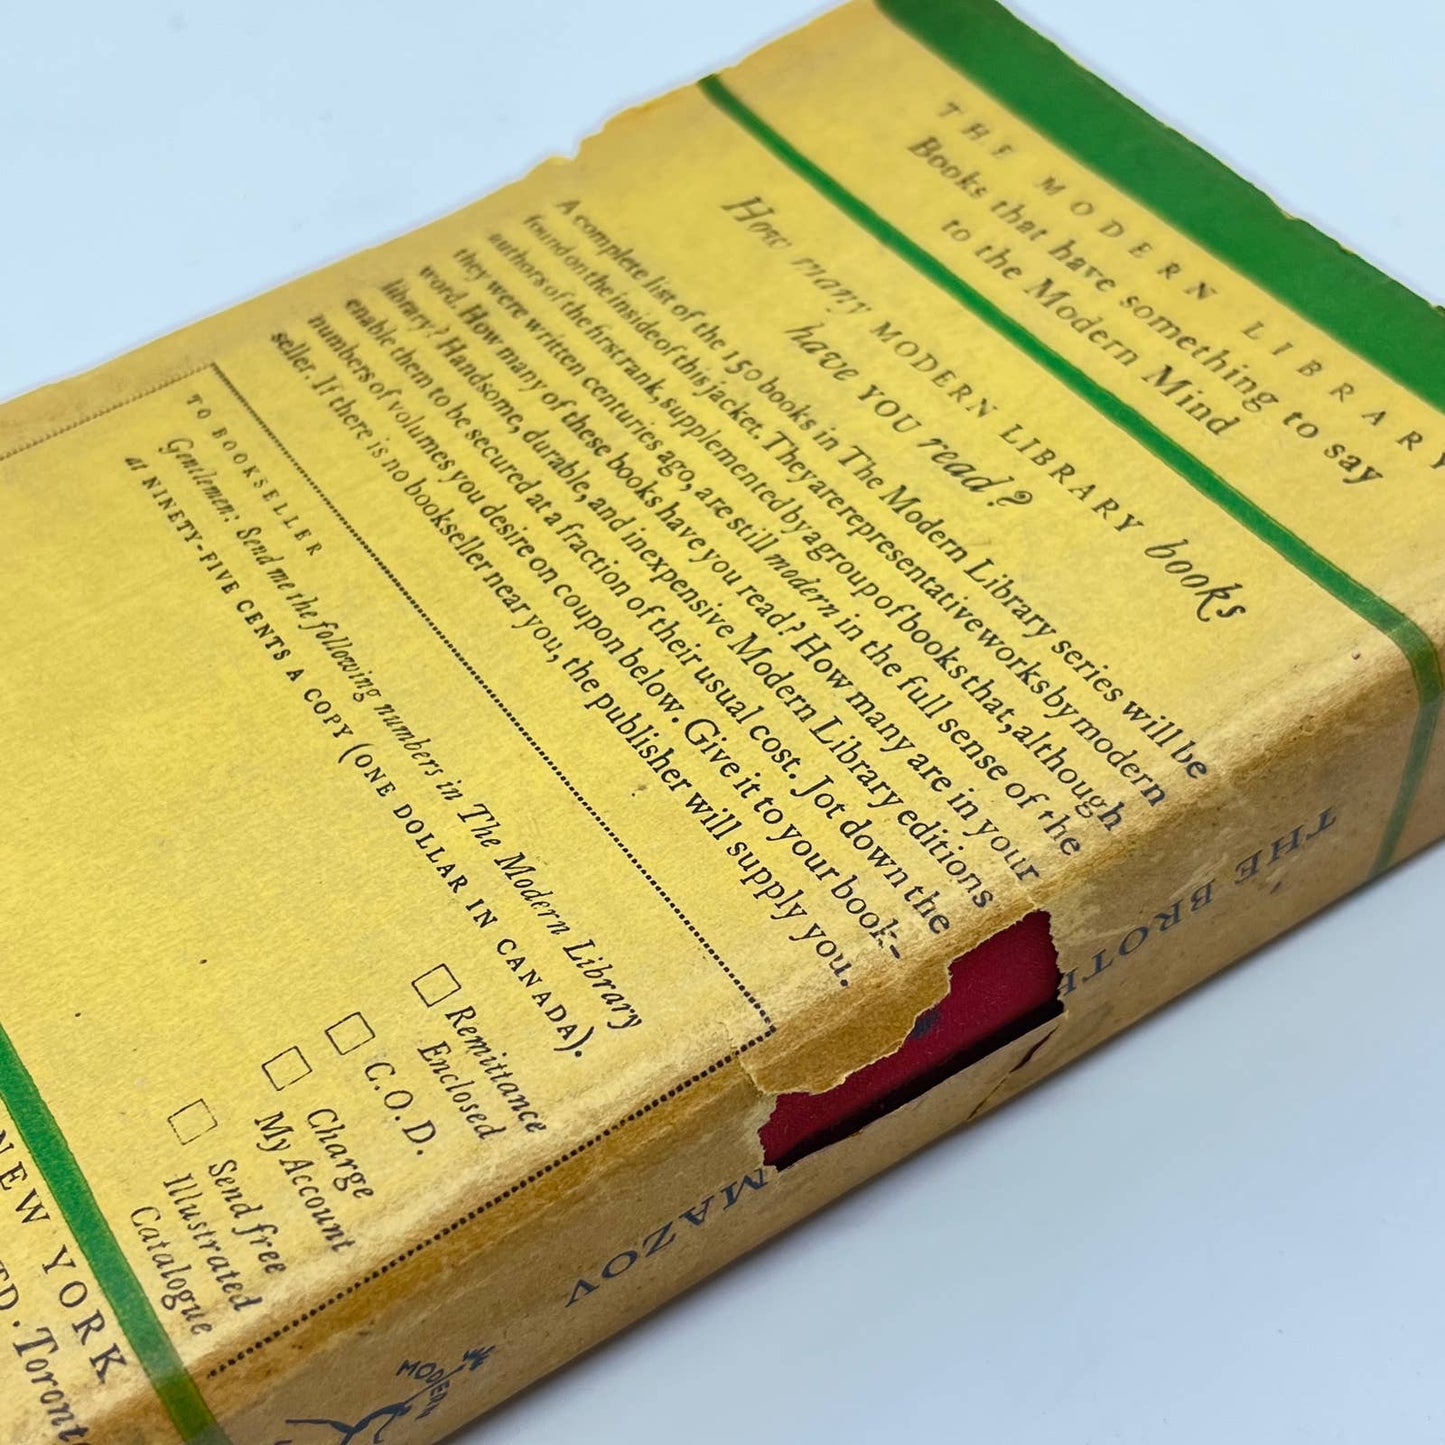 THE MODERN LIBRARY
Books that have something to say
to the Modern Mind
How many MODERN LIBRARY books
have YOU read?
A complete list of the 150 books in The Modern Library series will be
found on the inside of this jacket. They are representative works by modern
authors of the first rank, supplemented by a group of books that, although
they were written centuries ago, are still modern in the full sense of the
word. How many of these books have you read? How many are in your
library? Handsome, durable, and inexpensive Modern Library editions
enable them to be secured at a fraction of their usual cost. Jot down the
numbers of volumes you desire on coupon below. Give it to your book-
seller. If there is no bookseller near you, the publisher will supply you.
TO BOOKSELLER
Gentlemen: Send me the following numbers in The Modern Library
at NINETY-FIVE CENTS A COPY (ONE DOLLAR IN CANADA).
Remittance
Enclosed
C.O.D.
Charge
My Account
Send free
Illustrated
Catalogue
NEW YORK
TD. Toront
THE BROTH
MAZOV
MODERN